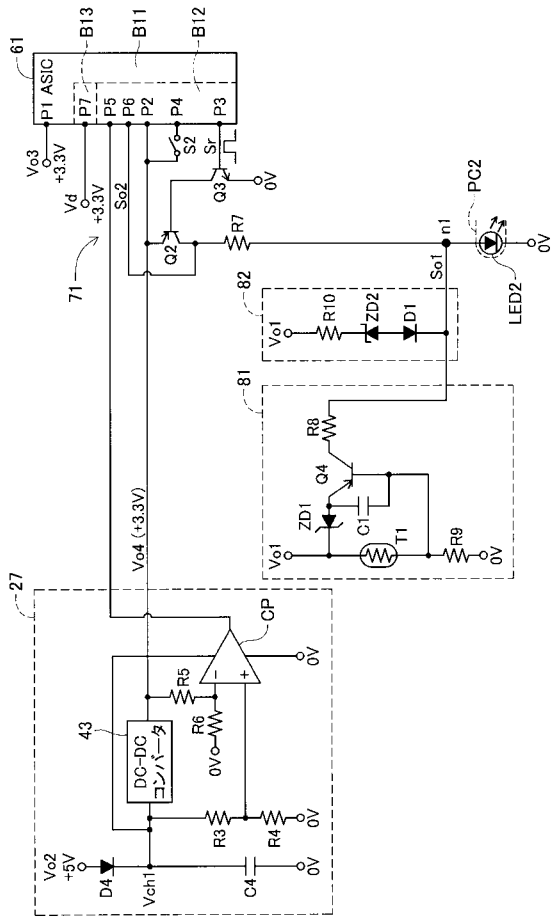 61
B13
B11
B12
P1 ASIC
P7
P5
P6
P2
P4
P3
Vo3
+3.3V
Vd
+3.3V
71
So2
S2
Sr
Q3
0V
Q2
R7
PC2
n1
So1
LED2
0V
82
Vo1
R10
ZD2
D1
81
R8
Q4
ZD1
C1
Vo1
T1
R9
0V
Vo4 (+3.3V)
27
CP
43
DC-DC
コンバータ
R5
-
+
0V
R6
0V
R3
R4
0V
Vo2
+5V
D4
Vch1
C4
0V